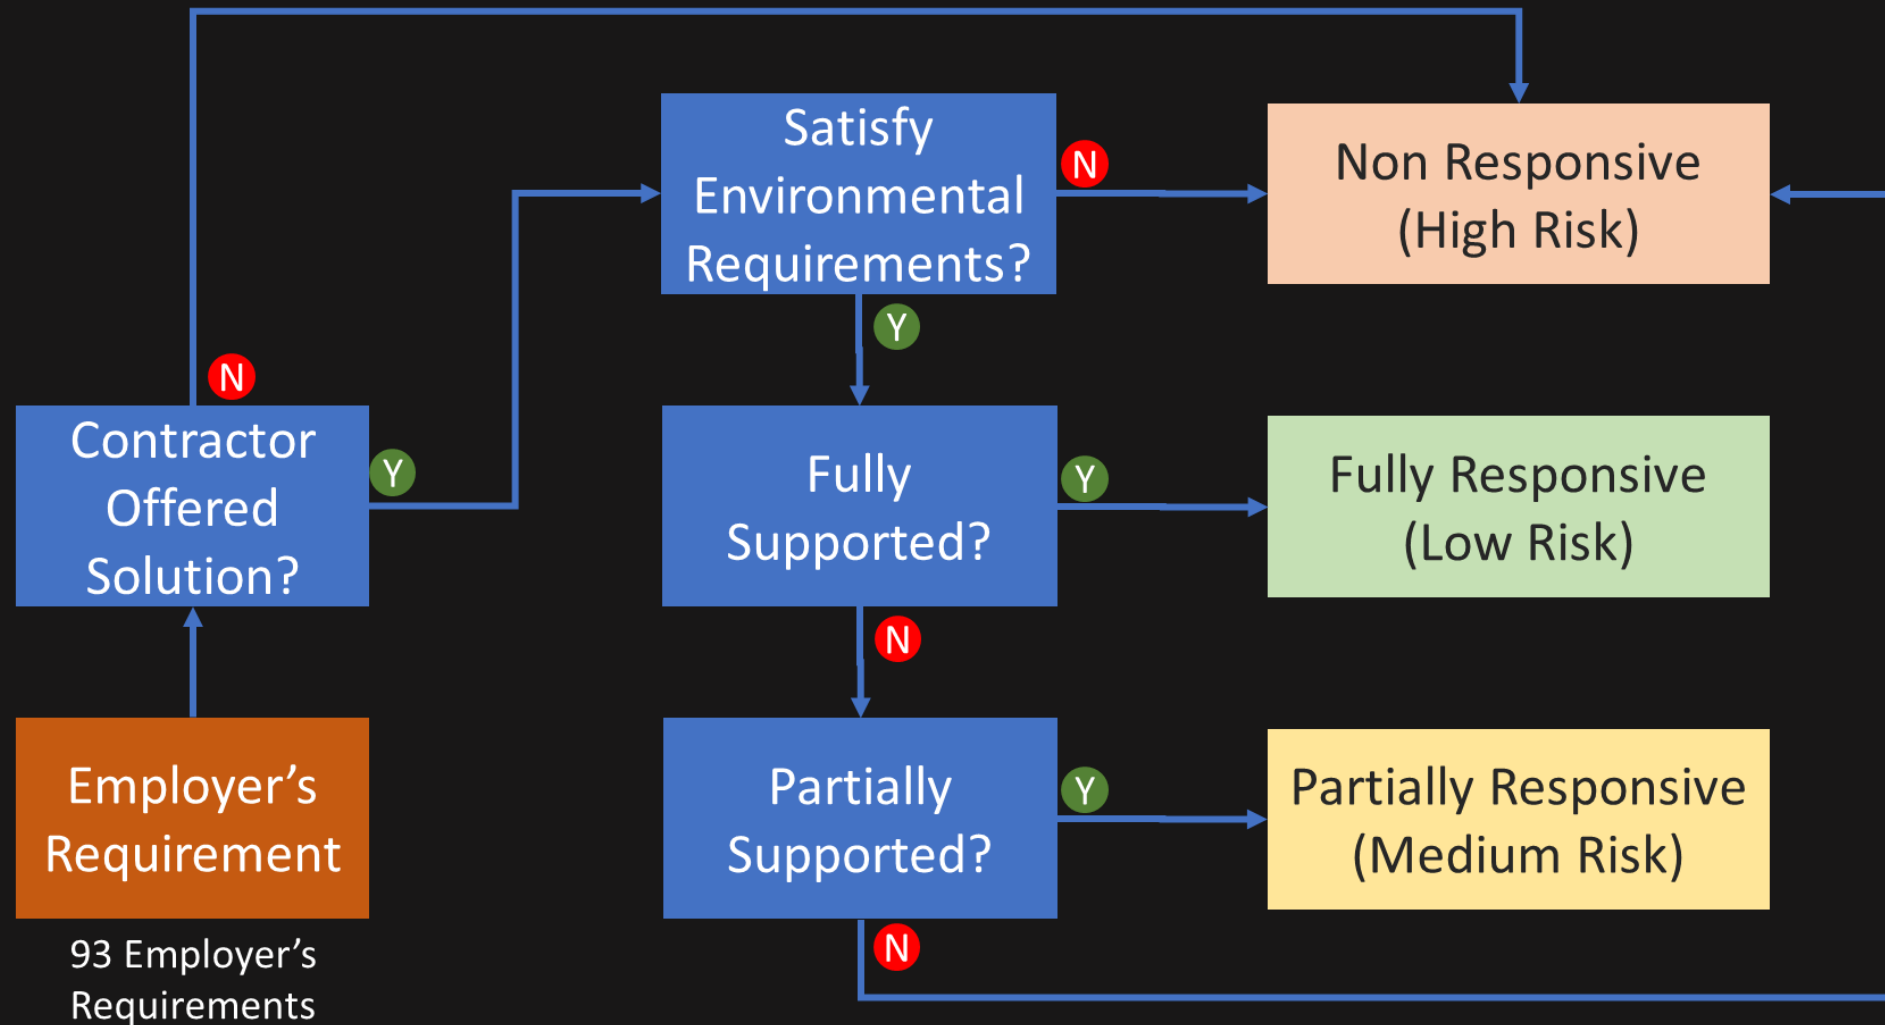 Satisfy
Environmental
Requirements?
N
Non Responsive
(High Risk)
Y
N
Contractor
Offered
Solution?
Y
Fully
Supported?
Y
Fully Responsive
(Low Risk)
N
Employer’s
Requirement
Partially
Supported?
Y
Partially Responsive
(Medium Risk)
N
93 Employer’s
Requirements